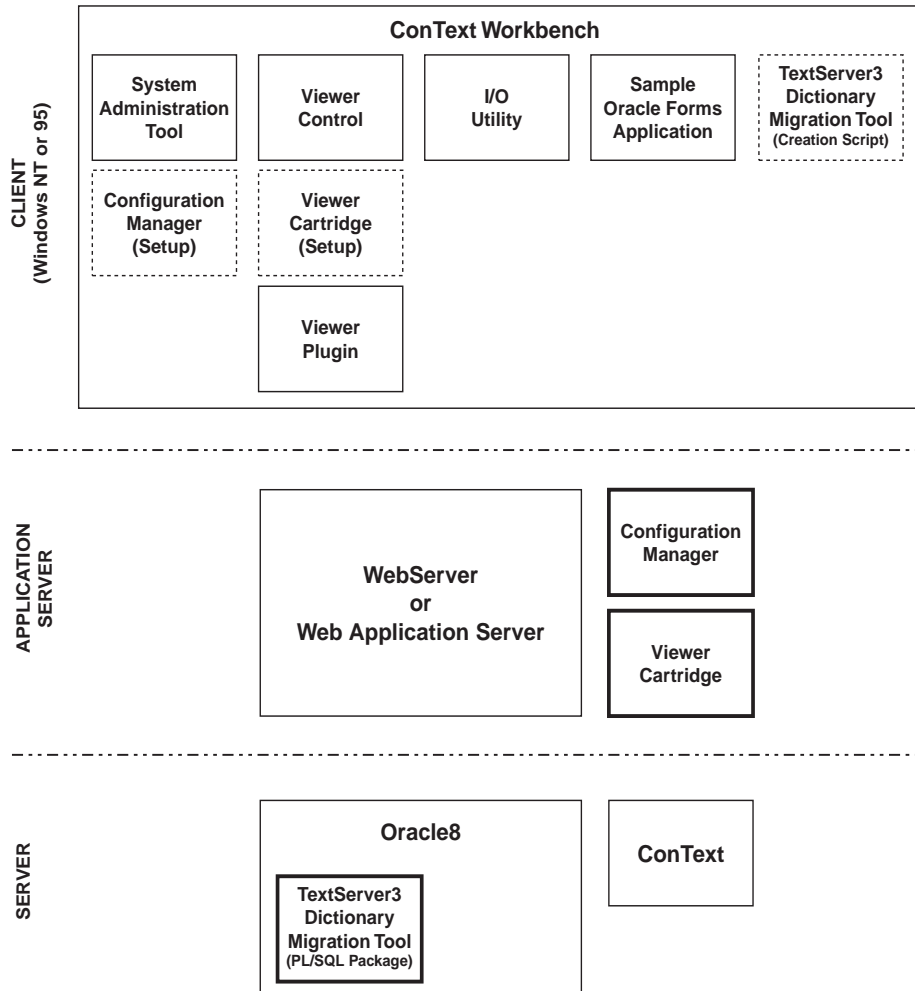 ConText Workbench
CLIENT
(Windows NT or 95)
System
Administration
Tool
Viewer
Control
I/O
Utility
Sample
Oracle Forms
Application
TextServer3
Dictionary
Migration Tool
(Creation Script)
Configuration
Manager
(Setup)
Viewer
Cartridge
(Setup)
Viewer
Plugin
APPLICATION
SERVER
WebServer
or
Web Application Server
Configuration
Manager
Viewer
Cartridge
SERVER
Oracle8
TextServer3
Dictionary
Migration Tool
(PL/SQL Package)
ConText